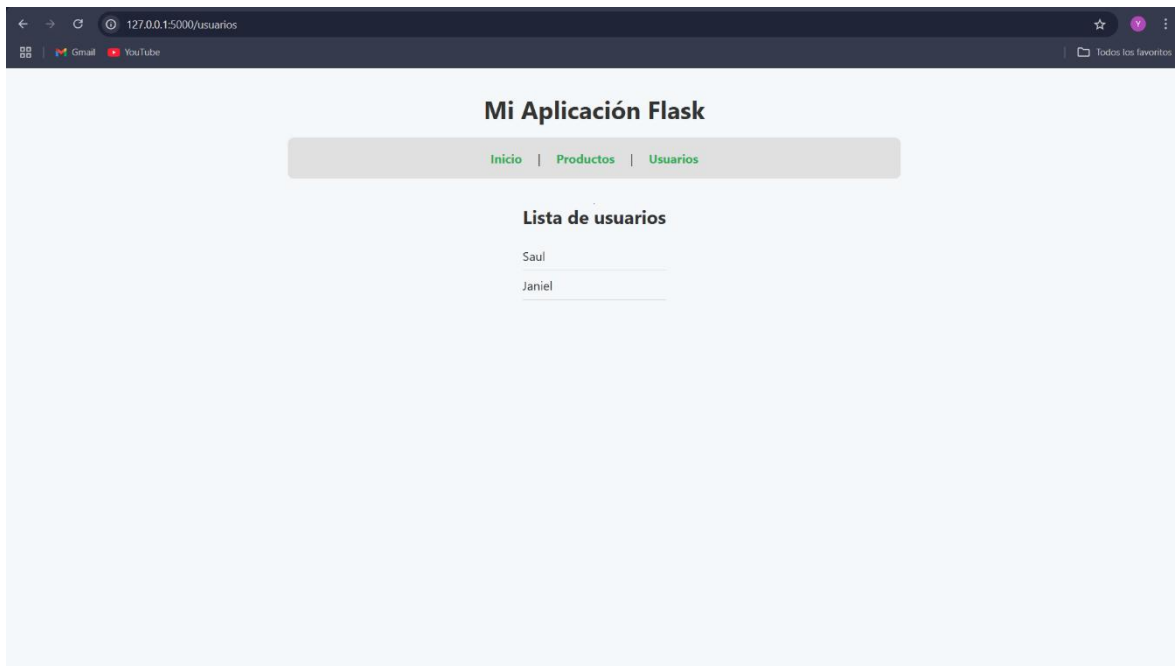 127.0.0.1:5000/usuarios
Y
Gmail YouTube Todos los favoritos
Mi Aplicación Flask
Inicio | Productos | Usuarios
Lista de usuarios
Saul
Janiel